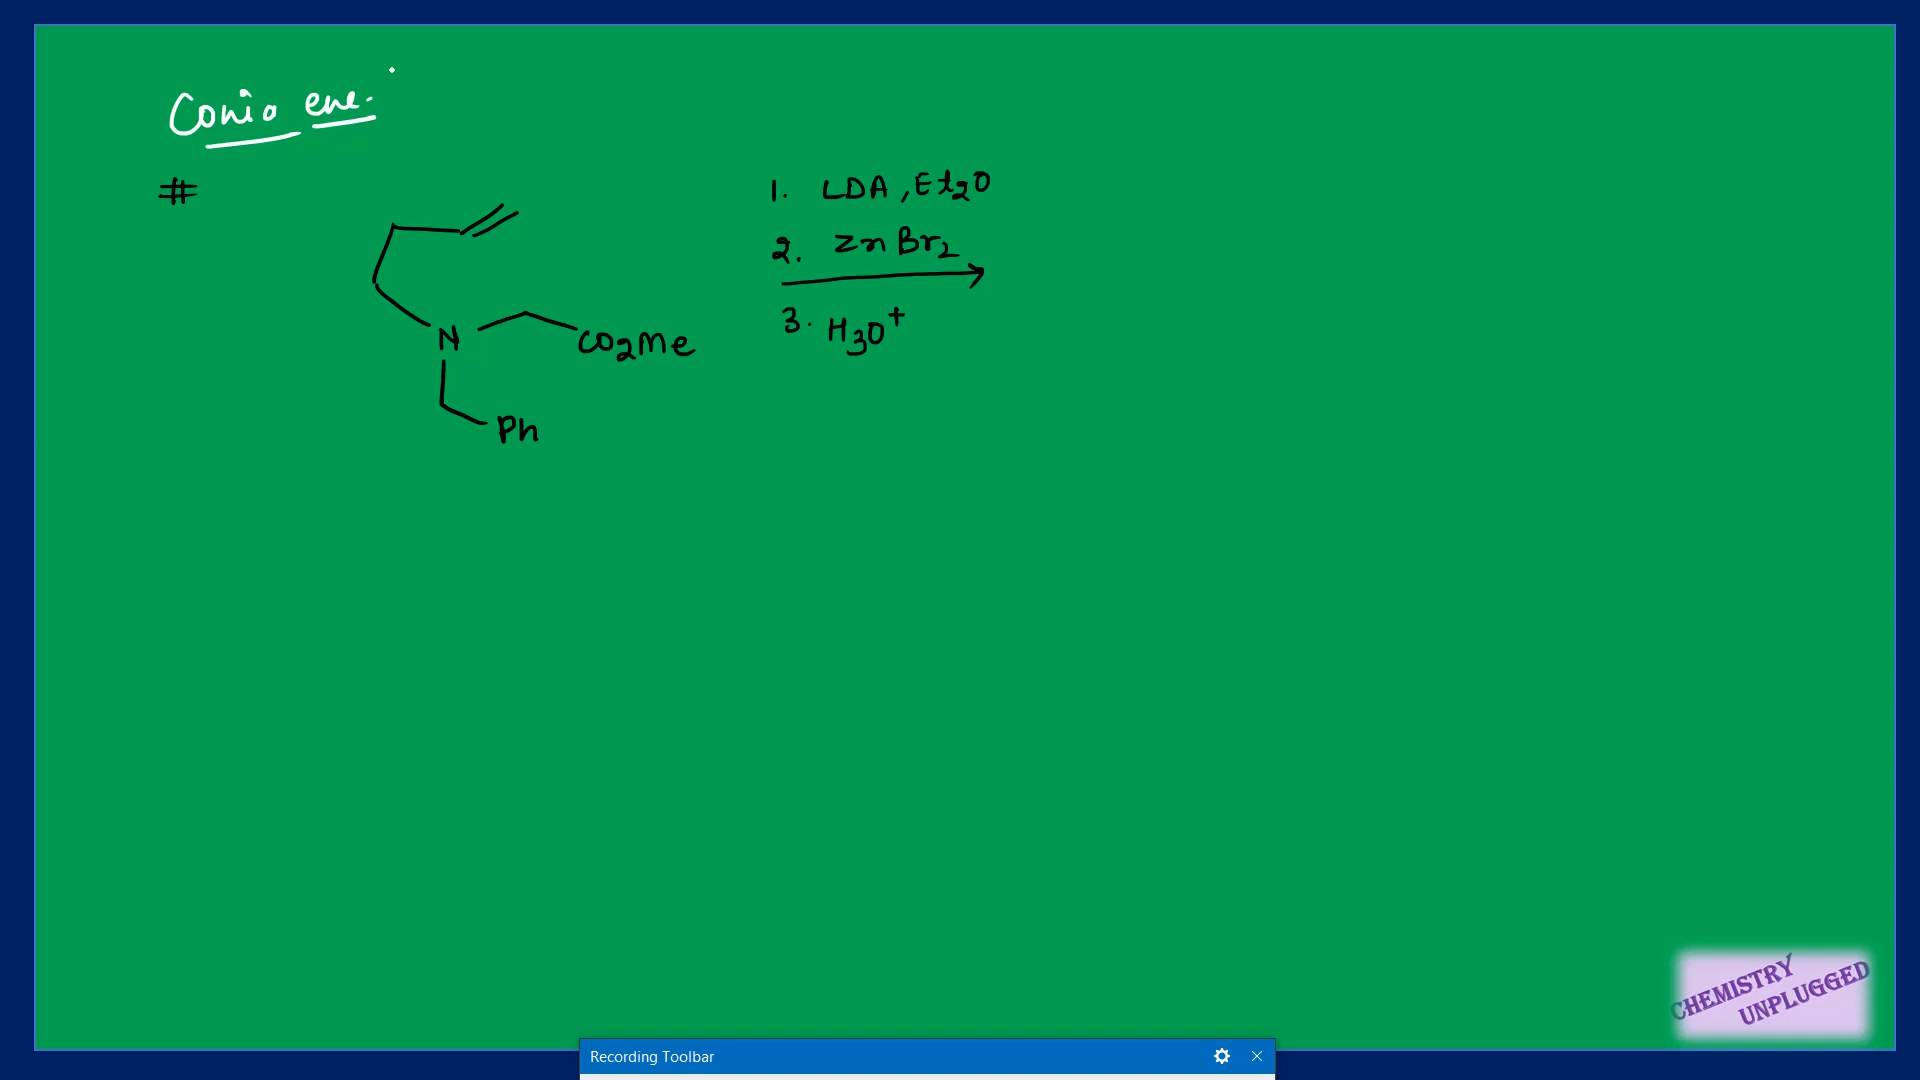 Conia ene.
#
1. LDA, Et2O
2. ZnBr2
3. H3O+
N
CO2Me
Ph
CHEMISTRY
UNPLUGGED
Recording Toolbar